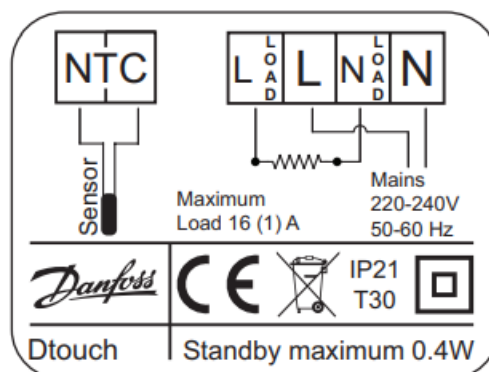 NTC
L LOAD L N LOAD N
Sensor
Maximum
Load 16 (1) A
Mains
220-240V
50-60 Hz
Danfoss
CE
IP21
T30
Dtouch
Standby maximum 0.4W